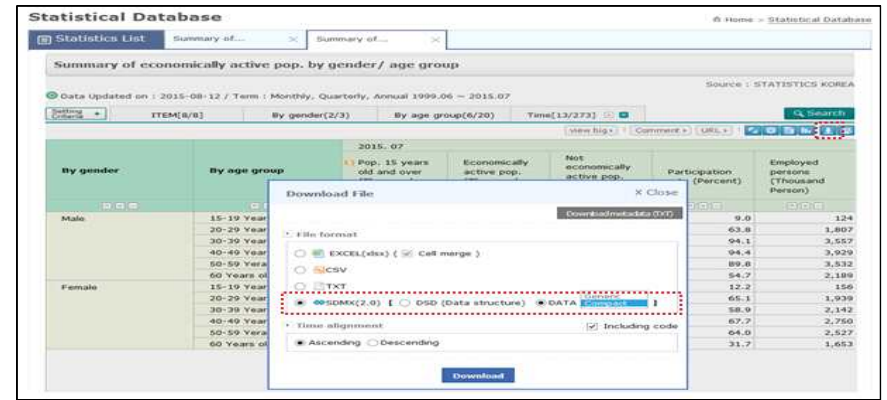 Statistical Database
Home > Statistical Database
Statistics List
Summary of...
Summary of...
Summary of economically active pop. by gender/ age group
Source : STATISTICS KOREA
Data Updated on : 2015-08-12 / Term : Monthly, Quarterly, Annual 1999.06 ~ 2015.07
Setting Criteria
ITEM[8/8]
By gender(2/3)
By age group(6/20)
Time[13/273]
Search
view big
Comment
URL
2015. 07
By gender
By age group
Pop. 15 years old and over
Economically active pop.
Not economically active pop.
Participation
(Percent)
Employed persons (Thousand Person)
Male 15-19 Year 9.0 124
20-29 Year 63.8 1,807
30-39 Year 94.1 3,557
40-49 Year 94.4 3,929
50-59 Yera 89.8 3,532
60 Years ol 54.7 2,189
Female 15-19 Year 12.2 156
20-29 Year 65.1 1,939
30-39 Year 58.9 2,142
40-49 Year 67.7 2,750
50-59 Yera 64.0 2,527
60 Years ol 31.7 1,653
Download File
X Close
Download metadata (TXT)
File format
EXCEL(xlsx) ( Cell merge )
CSV
TXT
SDMX(2.0) [ DSD (Data structure) DATA Generic Compact ]
Time alignment
Including code
Ascending Descending
Download